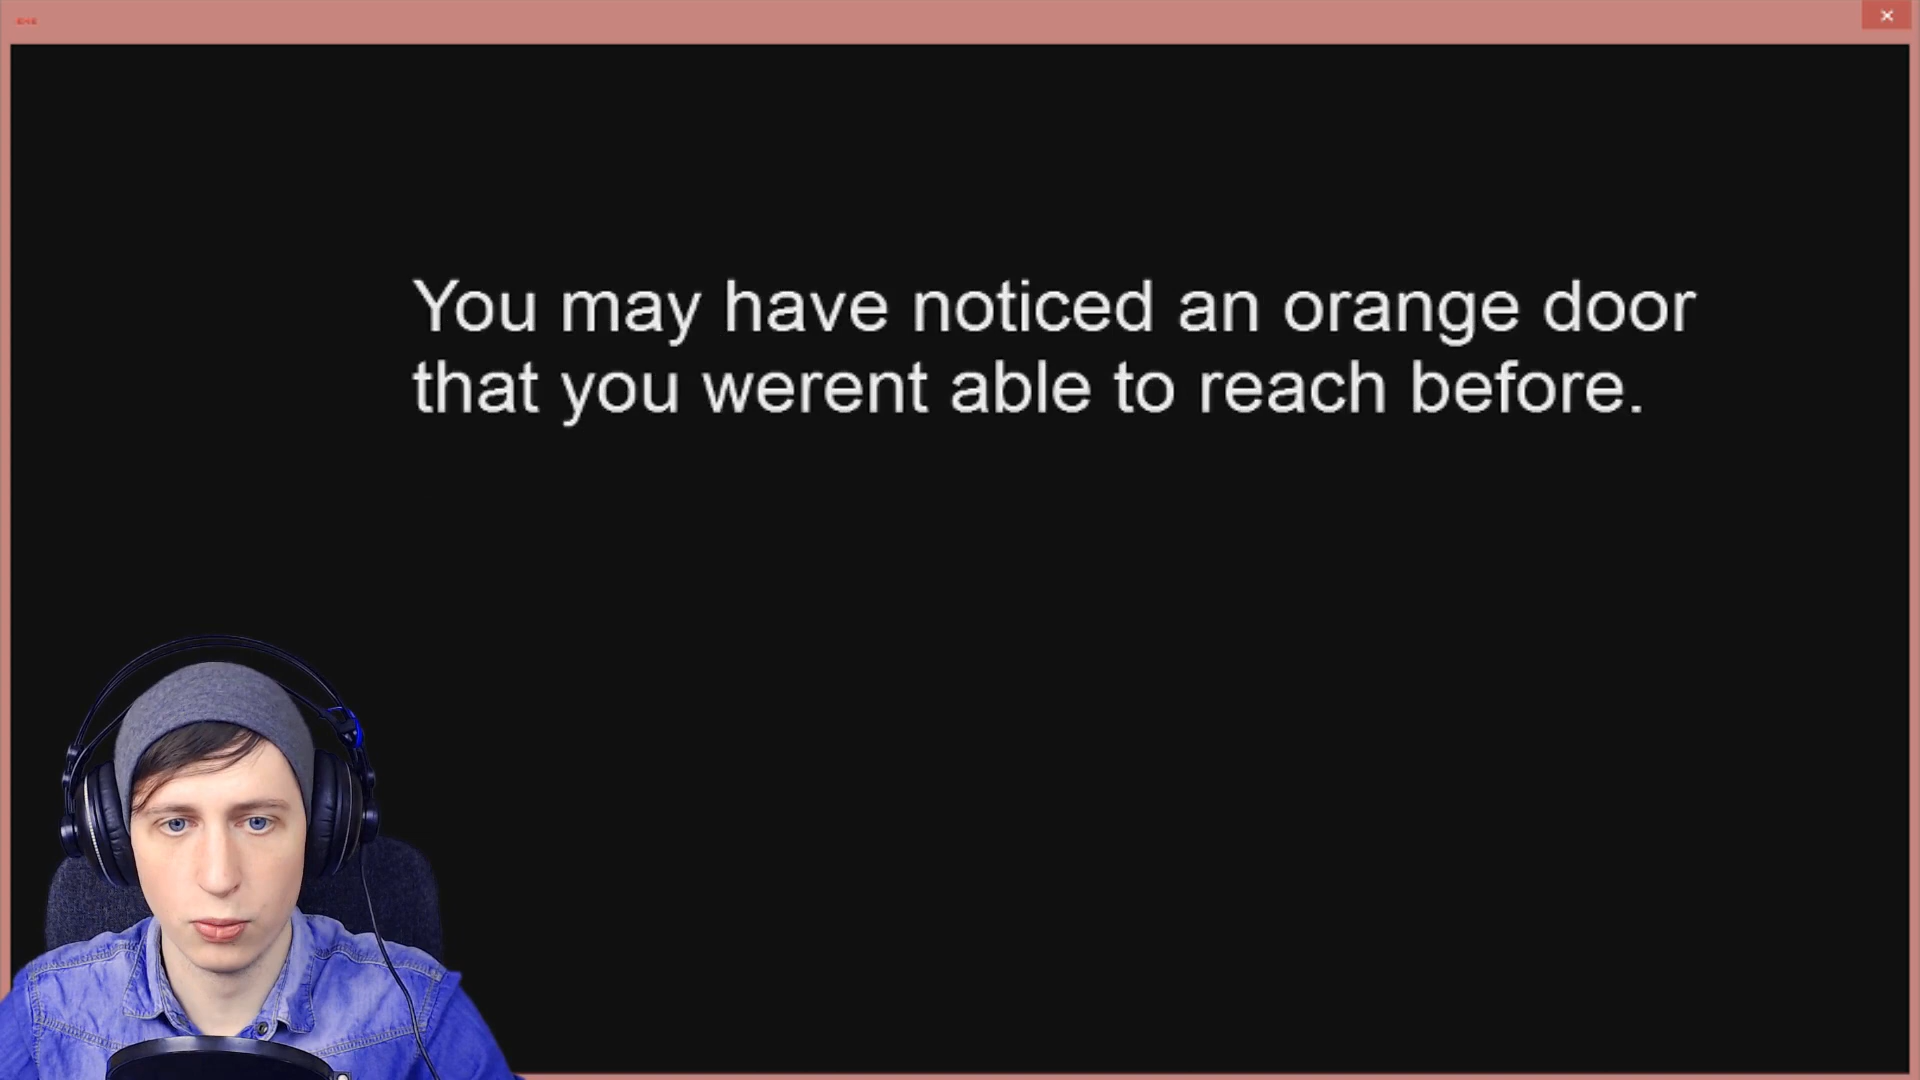 You may have noticed an orange door
that you werent able to reach before.